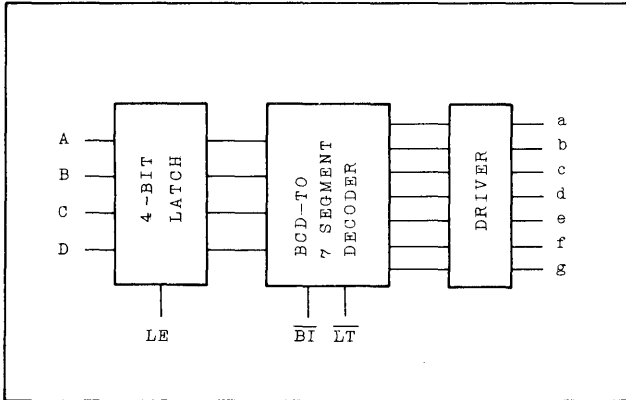 A
B
C
D
4-BIT
LATCH
LE
BCD-TO
7 SEGMENT
DECODER
BI
LT
DRIVER
a
b
c
d
e
f
g